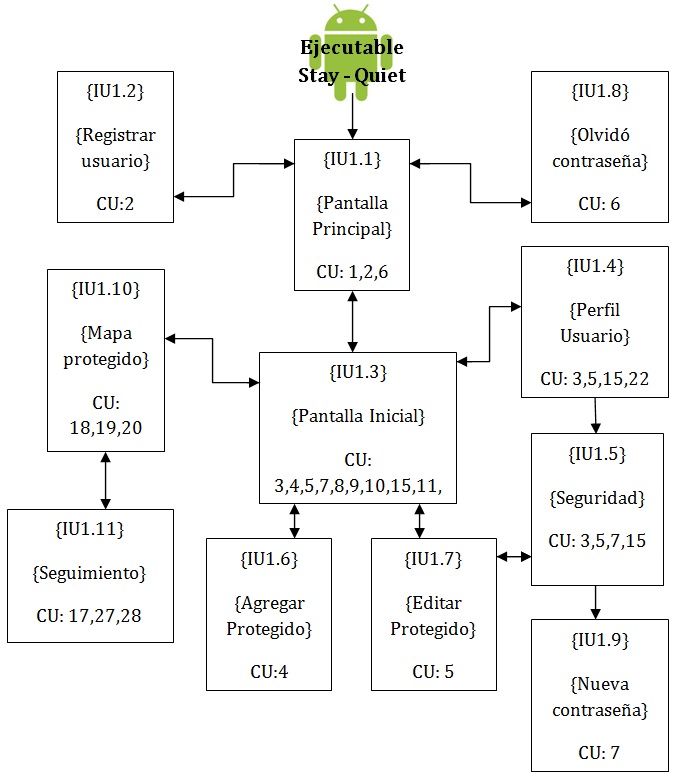 Ejecutable
Stay - Quiet
{IU1.2}
{Registrar
usuario}
CU:2
{IU1.1}
{Pantalla
Principal}
CU: 1,2,6
{IU1.8}
{Olvidó
contraseña}
CU: 6
{IU1.10}
{Mapa
protegido}
CU:
18,19,20
{IU1.3}
{Pantalla Inicial}
CU:
3,4,5,7,8,9,10,15,11,
{IU1.4}
{Perfil
Usuario}
CU: 3,5,15,22
{IU1.5}
{Seguridad}
CU: 3,5,7,15
{IU1.11}
{Seguimiento}
CU: 17,27,28
{IU1.6}
{Agregar
Protegido}
CU:4
{IU1.7}
{Editar
Protegido}
CU: 5
{IU1.9}
{Nueva
contraseña}
CU: 7